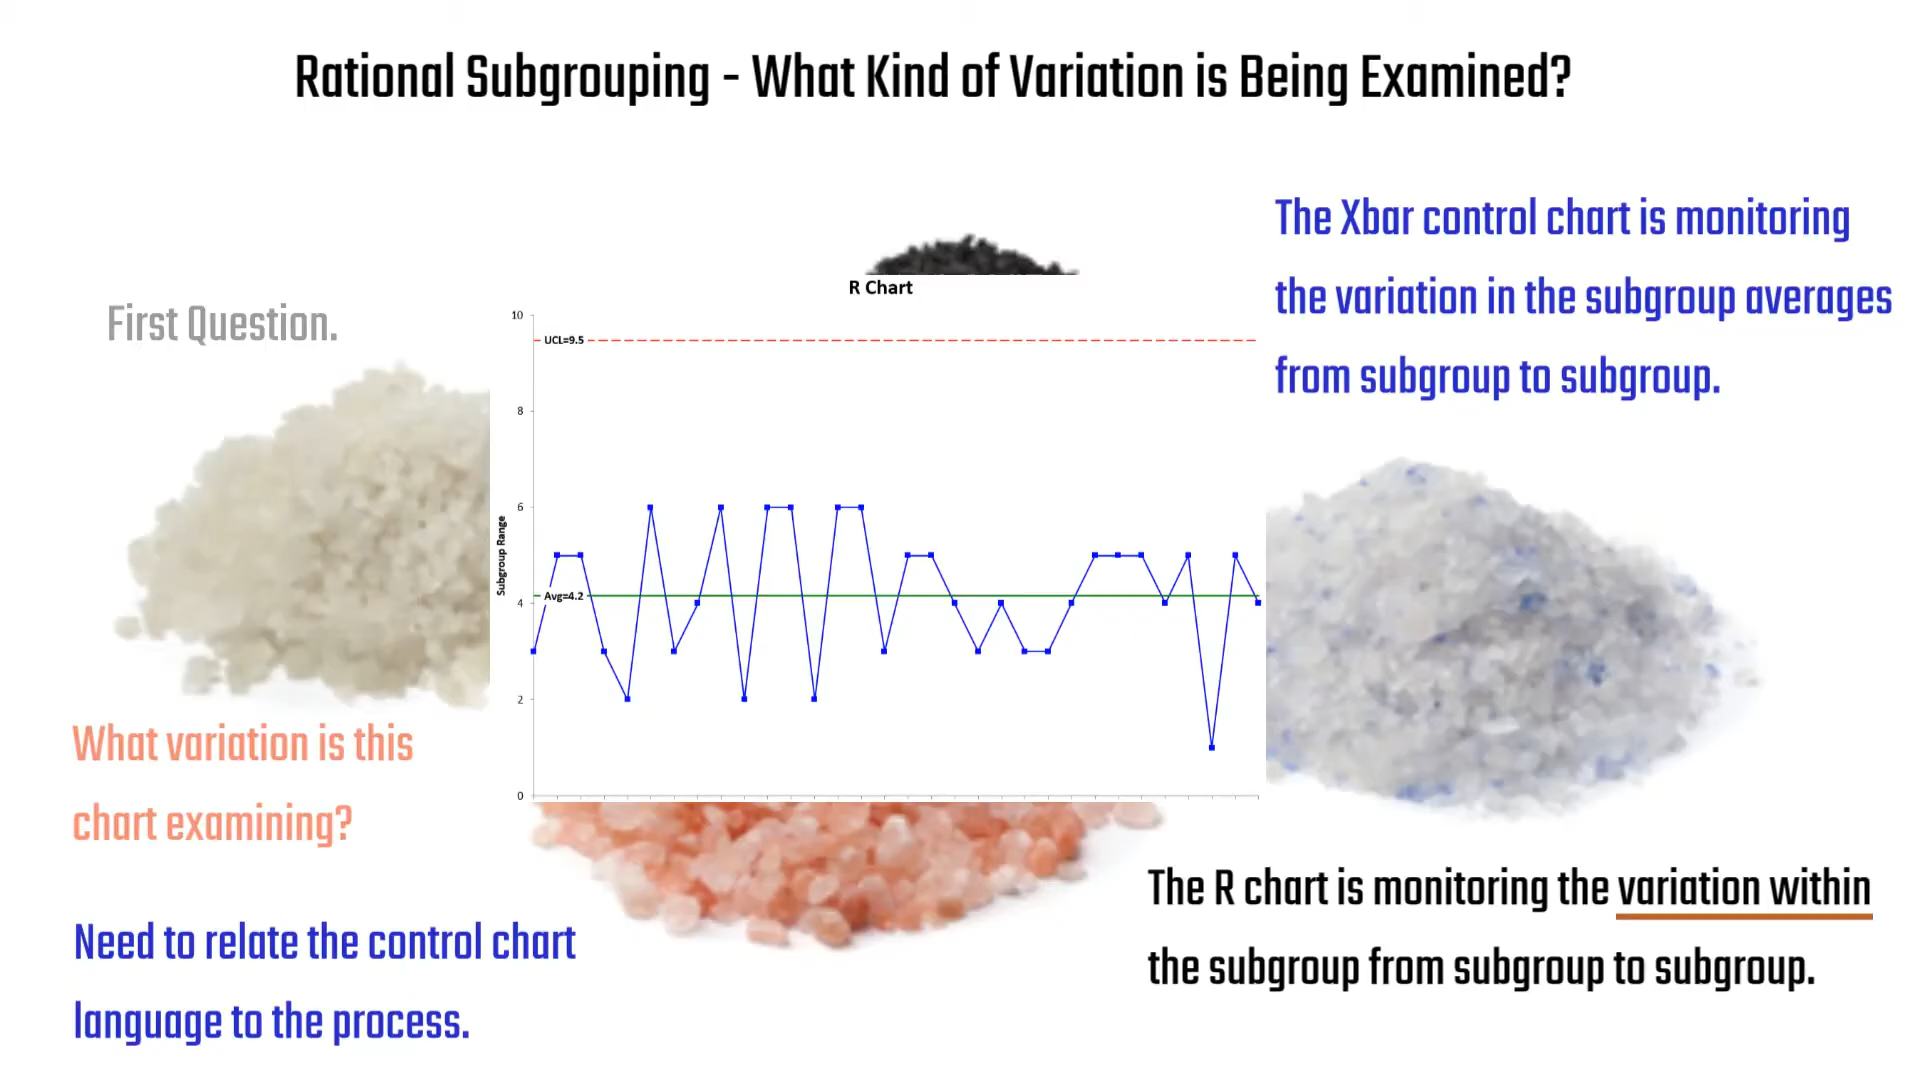 Rational Subgrouping - What Kind of Variation is Being Examined?
First Question.
The Xbar control chart is monitoring
the variation in the subgroup averages
from subgroup to subgroup.
R Chart
10
UCL=9.5
8
6
Subgroup Range
Avg=4.2
4
2
0
What variation is this
chart examining?
Need to relate the control chart
language to the process.
The R chart is monitoring the variation within
the subgroup from subgroup to subgroup.